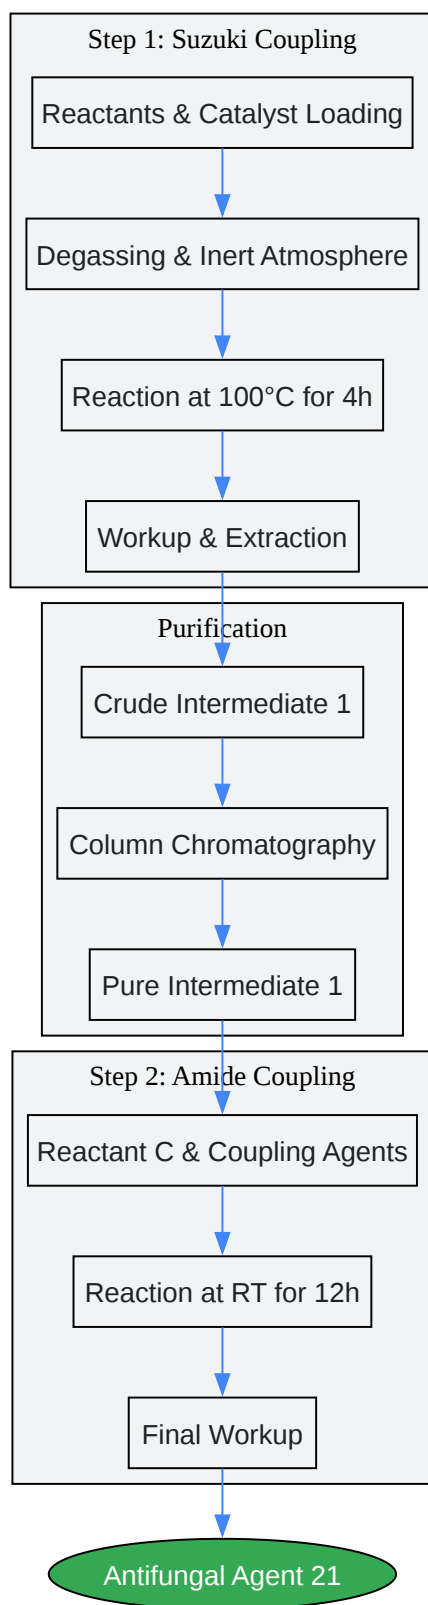 Step 1: Suzuki Coupling
Reactants & Catalyst Loading
Degassing & Inert Atmosphere
Reaction at 100°C for 4h
Workup & Extraction
Purification
Crude Intermediate 1
Column Chromatography
Pure Intermediate 1
Step 2: Amide Coupling
Reactant C & Coupling Agents
Reaction at RT for 12h
Final Workup
Antifungal Agent 21